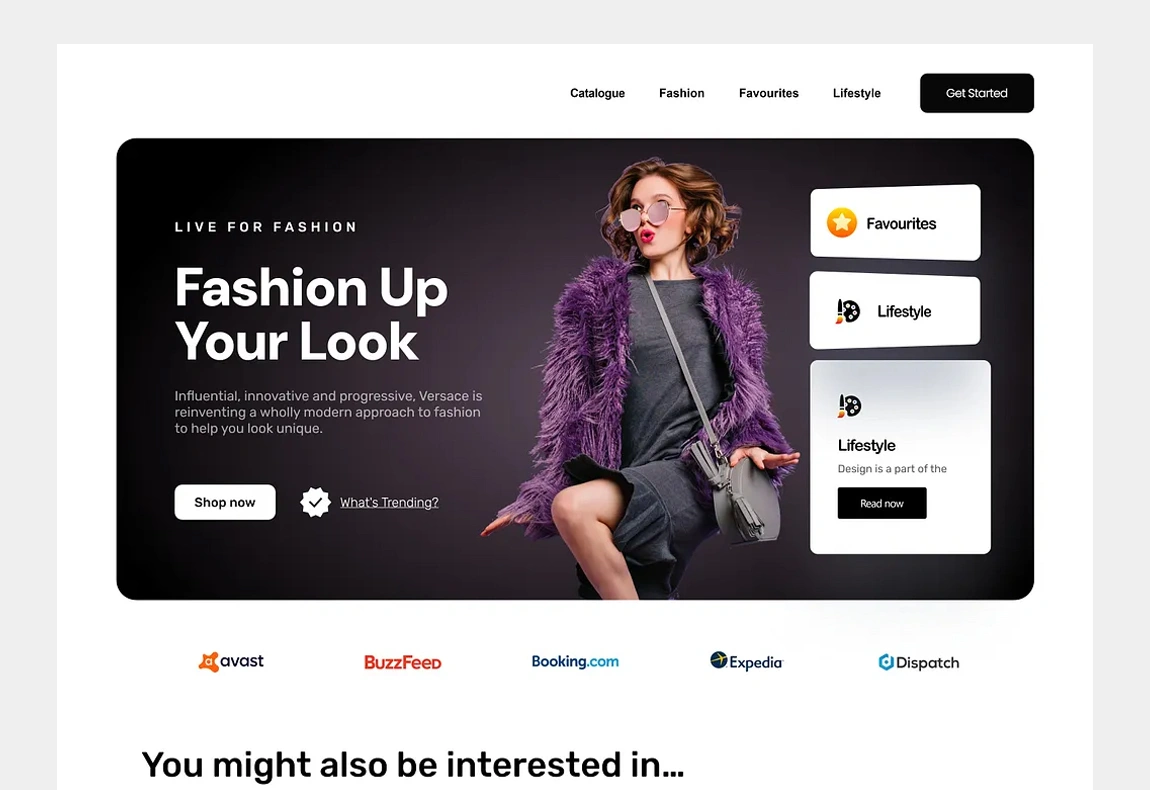 Catalogue
Fashion
Favourites
Lifestyle
Get Started
LIVE FOR FASHION
Fashion Up
Your Look
Influential, innovative and progressive, Versace is
reinventing a wholly modern approach to fashion
to help you look unique.
Shop now
What's Trending?
Favourites
Lifestyle
Lifestyle
Design is a part of the
Read now
avast
BuzzFeed
Booking.com
Expedia
Dispatch
You might also be interested in...